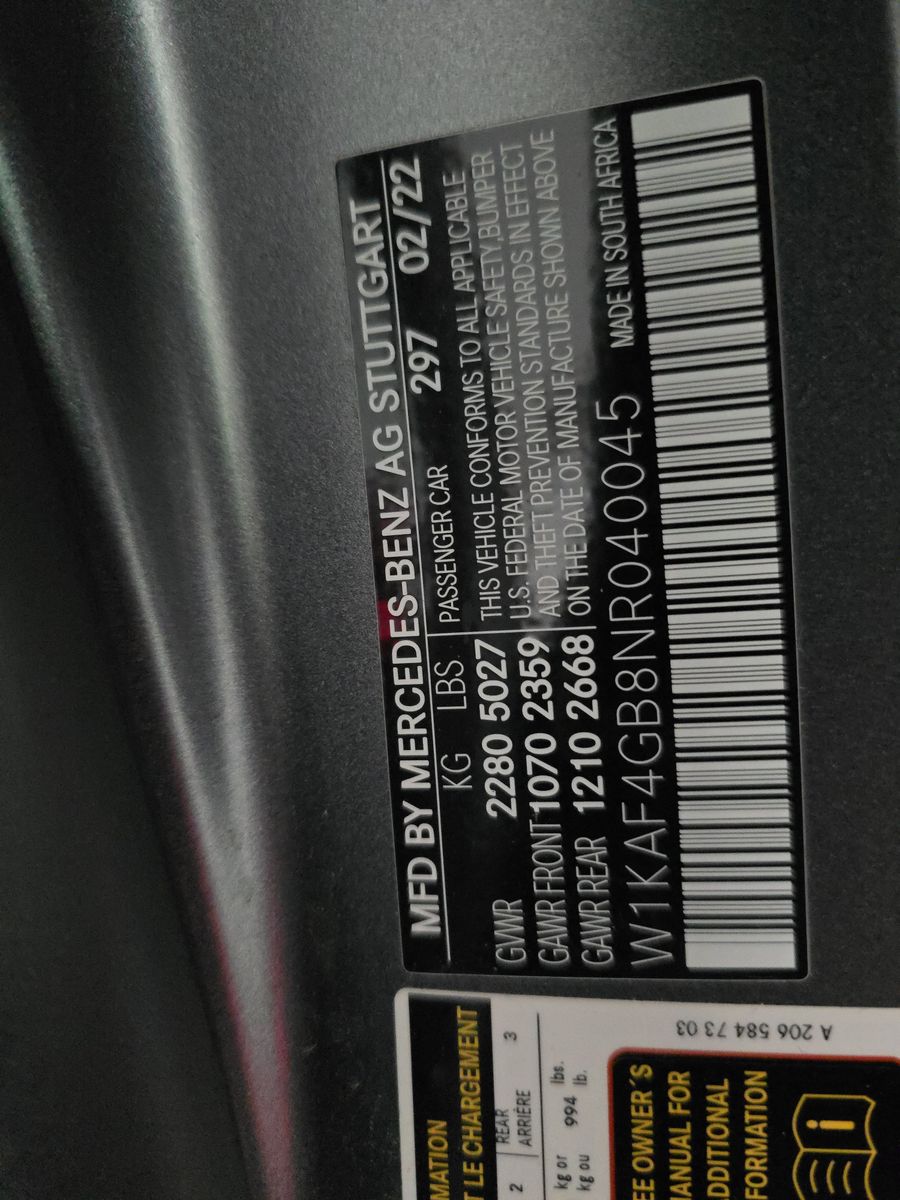 MFD BY MERCEDES-BENZ AG STUTTGART
KG LBS PASSENGER CAR 297 02/22
GVWR 2280 5027
GAWR FRONT 1070 2359
GAWR REAR 1210 2668
THIS VEHICLE CONFORMS TO ALL APPLICABLE
U.S. FEDERAL MOTOR VEHICLE SAFETY, BUMPER
AND THEFT PREVENTION STANDARDS IN EFFECT
ON THE DATE OF MANUFACTURE SHOWN ABOVE
W1KAF4GB8NR040045 MADE IN SOUTH AFRICA
MATION
T LE CHARGEMENT
2 REAR 3
ARRIÈRE
kg or 994 lbs.
kg ou lb.
EE OWNER'S
ANUAL FOR
DDITIONAL
FORMATION
i
A 206 584 73 03